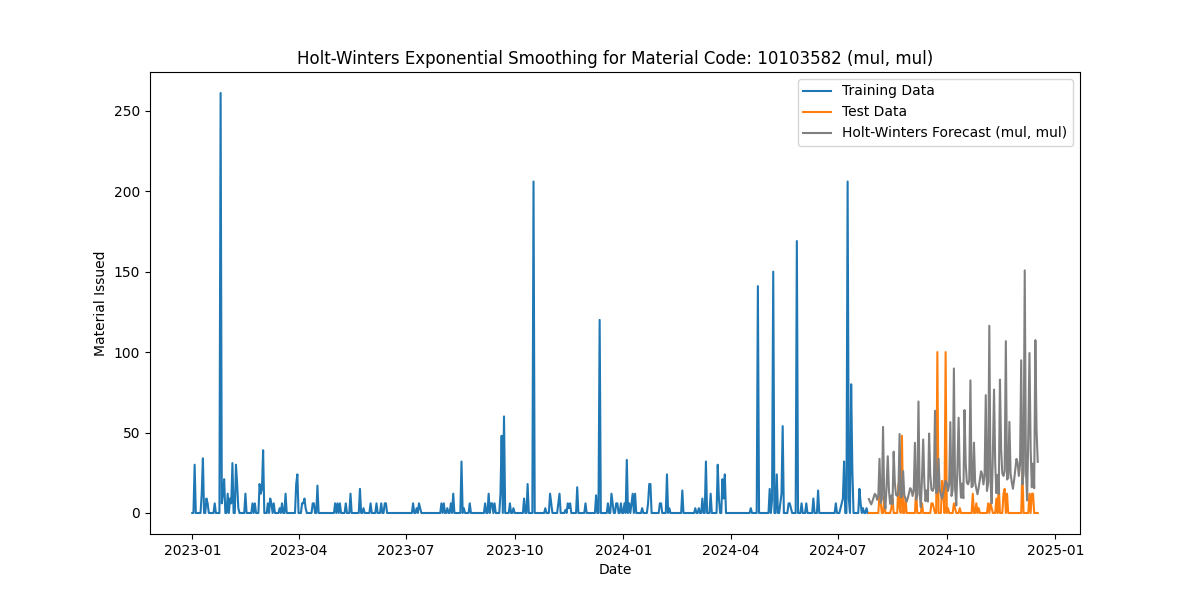 Holt-Winters Exponential Smoothing for Material Code: 10103582 (mul, mul)
Training Data
Test Data
Holt-Winters Forecast (mul, mul)
Material Issued
250
200
150
100
50
0
2023-01
2023-04
2023-07
2023-10
2024-01
2024-04
2024-07
2024-10
2025-01
Date